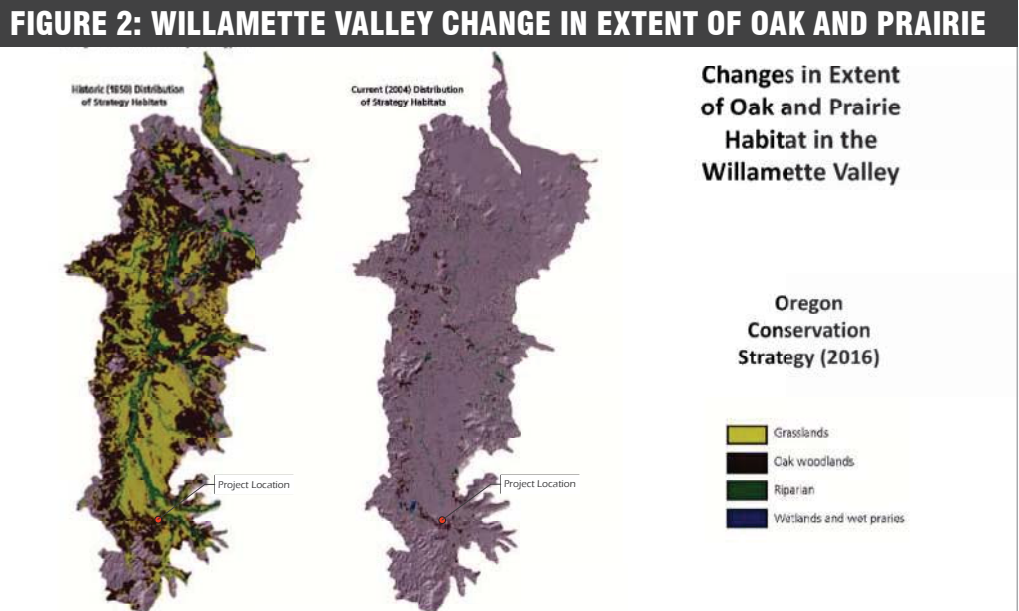 FIGURE 2: WILLAMETTE VALLEY CHANGE IN EXTENT OF OAK AND PRAIRIE
Historic (1850) Distribution
of Strategy Habitats
Current (2004) Distribution
of Strategy Habitats
Changes in Extent
of Oak and Prairie
Habitat in the
Willamette Valley
Oregon
Conservation
Strategy (2016)
Grasslands
Oak woodlands
Riparian
Wetlands and wet praries
Project Location
Project Location